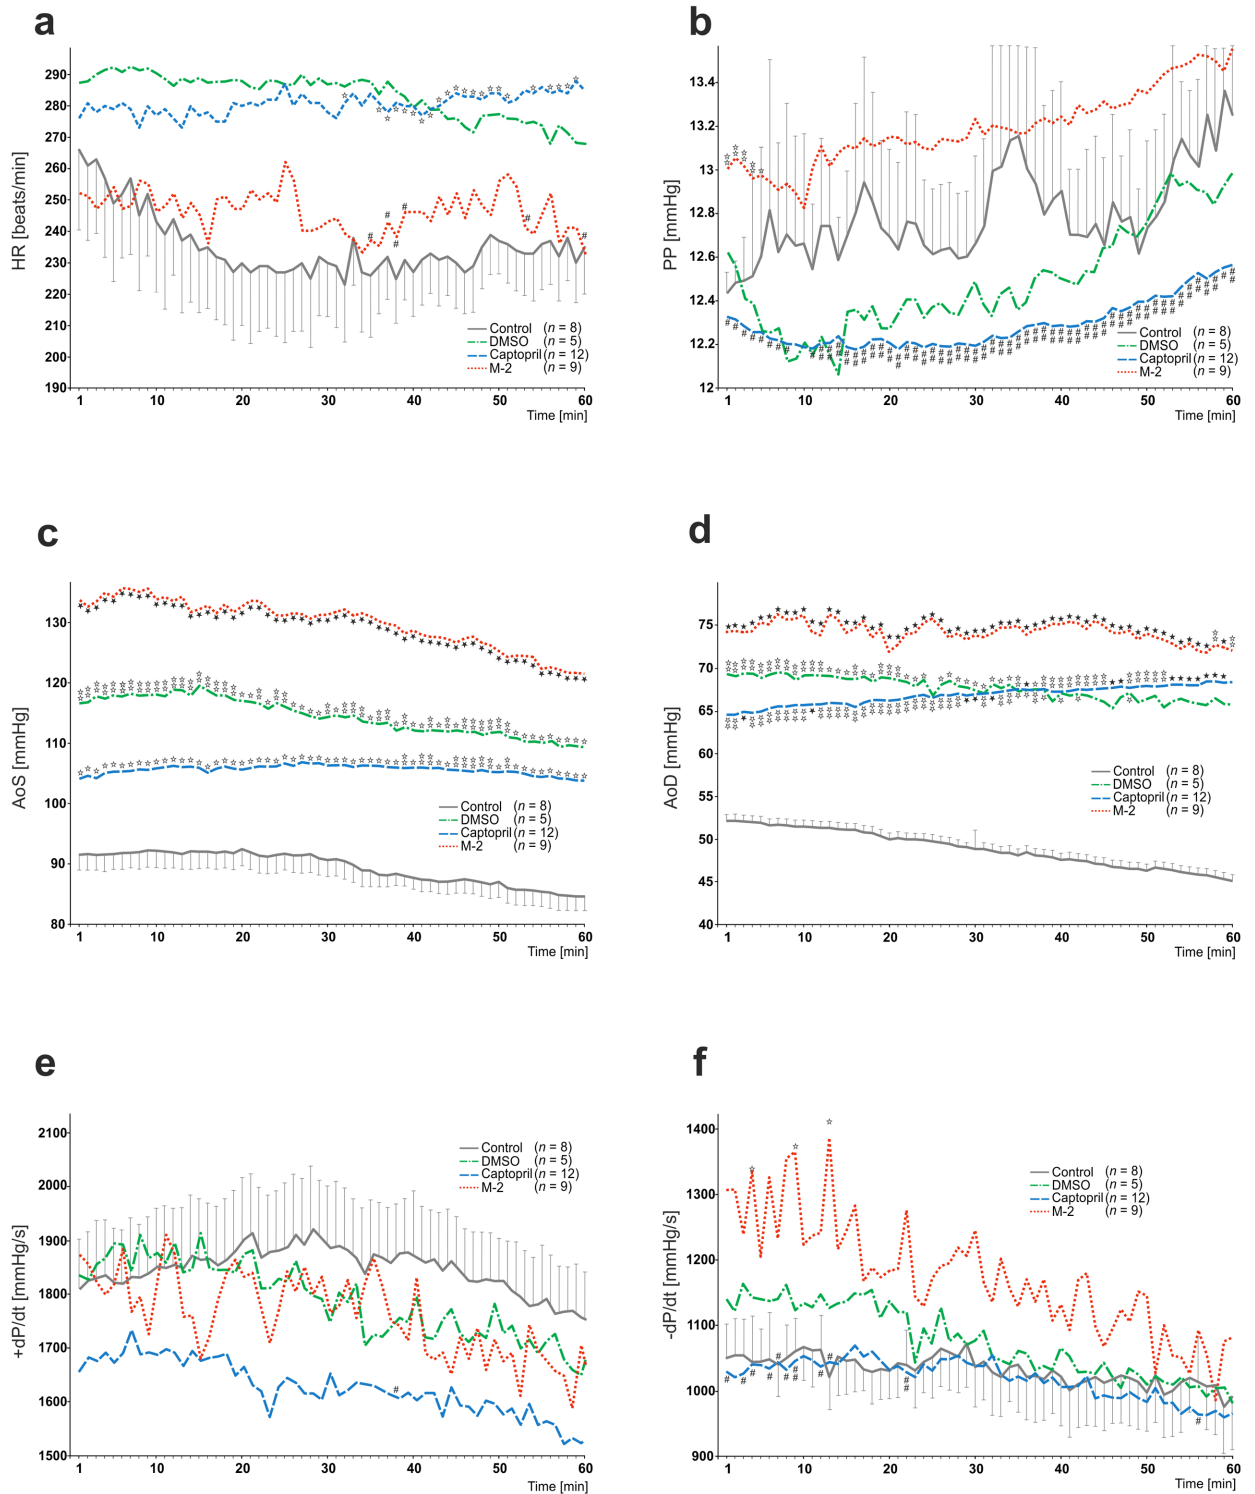 a
HR [beats/min]
290
280
270
260
250
240
230
220
210
200
190
1 10 20 30 40 50 60
Time [min]
Control (n = 8)
DMSO (n = 5)
Captopril (n = 12)
M-2 (n = 9)
b
PP [mmHg]
13.4
13.2
13
12.8
12.6
12.4
12.2
12
1 10 20 30 40 50 60
Time [min]
Control (n = 8)
DMSO (n = 5)
Captopril (n = 12)
M-2 (n = 9)
c
AoS [mmHg]
130
120
110
100
90
80
1 10 20 30 40 50 60
Time [min]
Control (n = 8)
DMSO (n = 5)
Captopril (n = 12)
M-2 (n = 9)
d
AoD [mmHg]
75
70
65
60
55
50
45
40
1 10 20 30 40 50 60
Time [min]
Control (n = 8)
DMSO (n = 5)
Captopril (n = 12)
M-2 (n = 9)
e
+dP/dt [mmHg/s]
2100
2000
1900
1800
1700
1600
1500
1 10 20 30 40 50 60
Time [min]
Control (n = 8)
DMSO (n = 5)
Captopril (n = 12)
M-2 (n = 9)
f
-dP/dt [mmHg/s]
1400
1300
1200
1100
1000
900
1 10 20 30 40 50 60
Time [min]
Control (n = 8)
DMSO (n = 5)
Captopril (n = 12)
M-2 (n = 9)